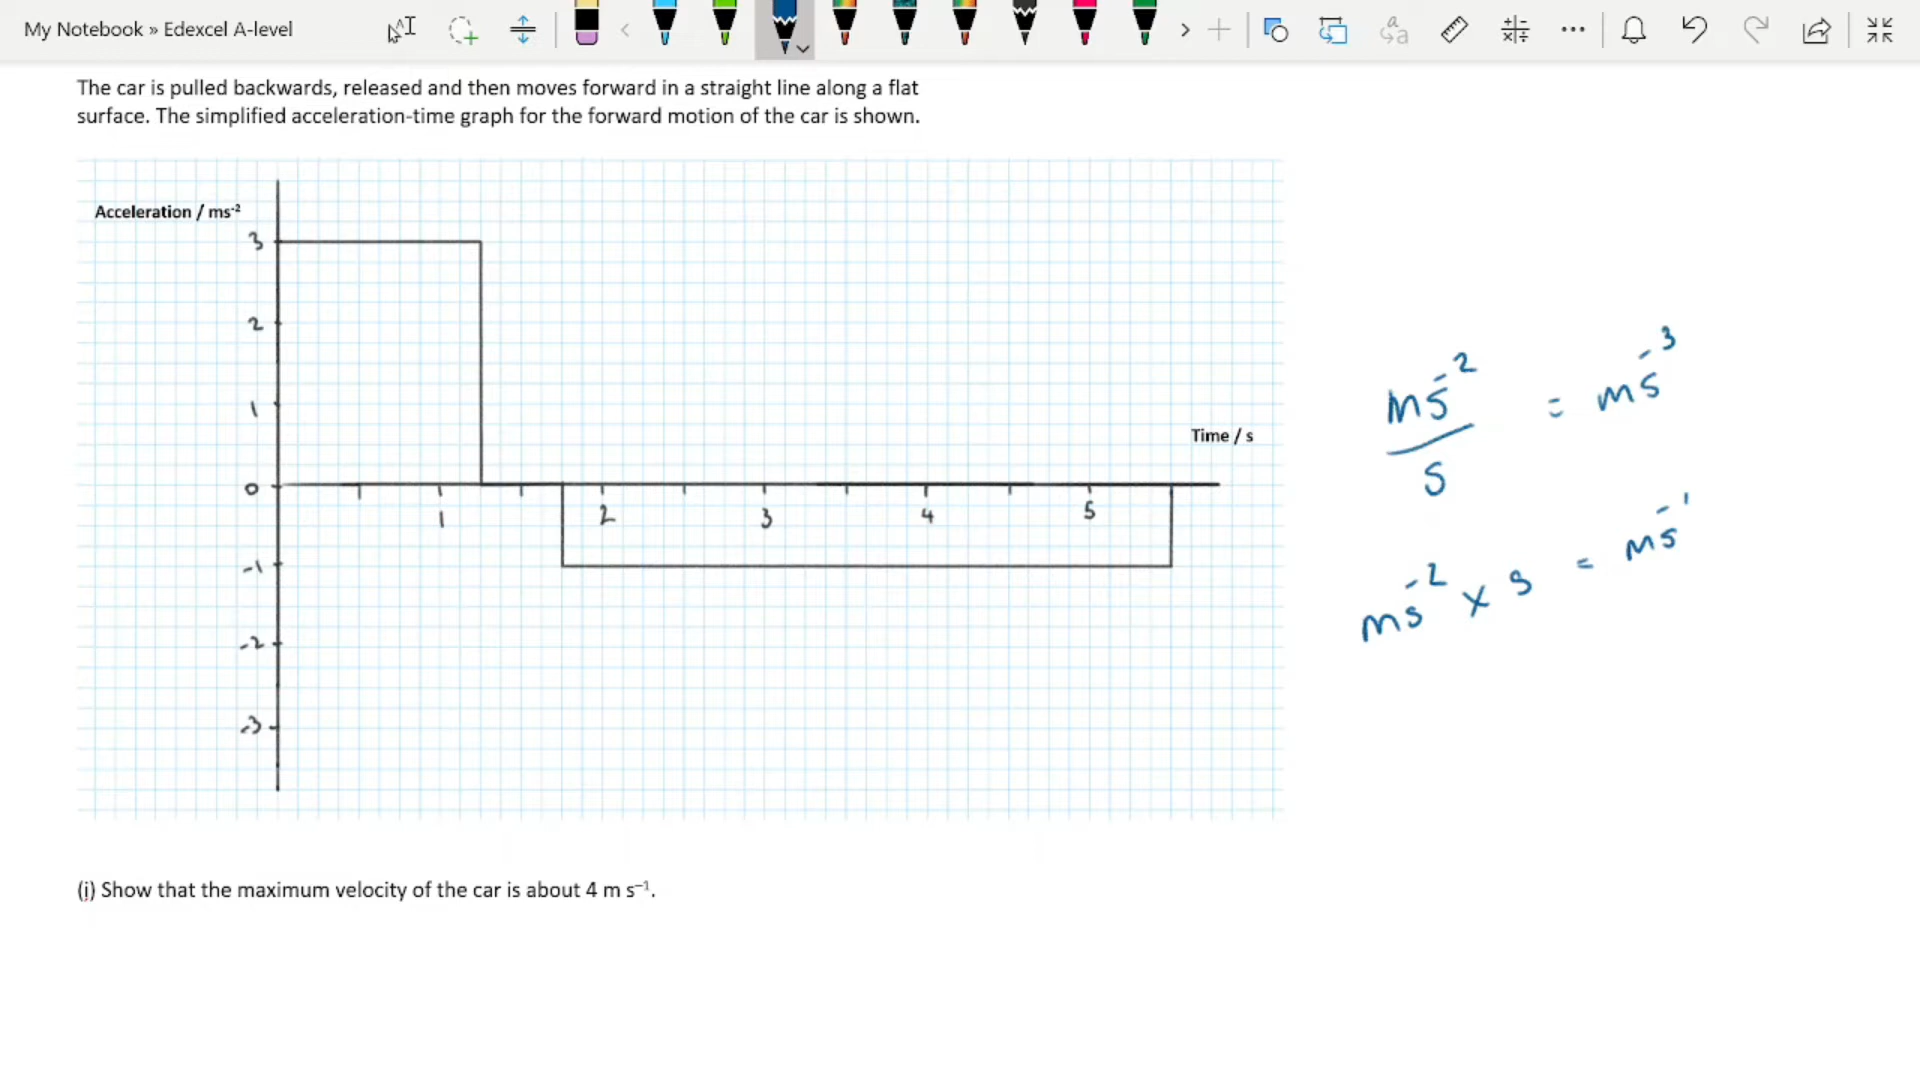 My Notebook » Edexcel A-level
The car is pulled backwards, released and then moves forward in a straight line along a flat
surface. The simplified acceleration-time graph for the forward motion of the car is shown.
Acceleration / ms⁻²
3
2
1
0
-1
-2
-3
Time / s
1 2 3 4 5
ms⁻²
/ s = ms⁻³
ms⁻² x s = ms⁻¹
(i) Show that the maximum velocity of the car is about 4 m s⁻¹.